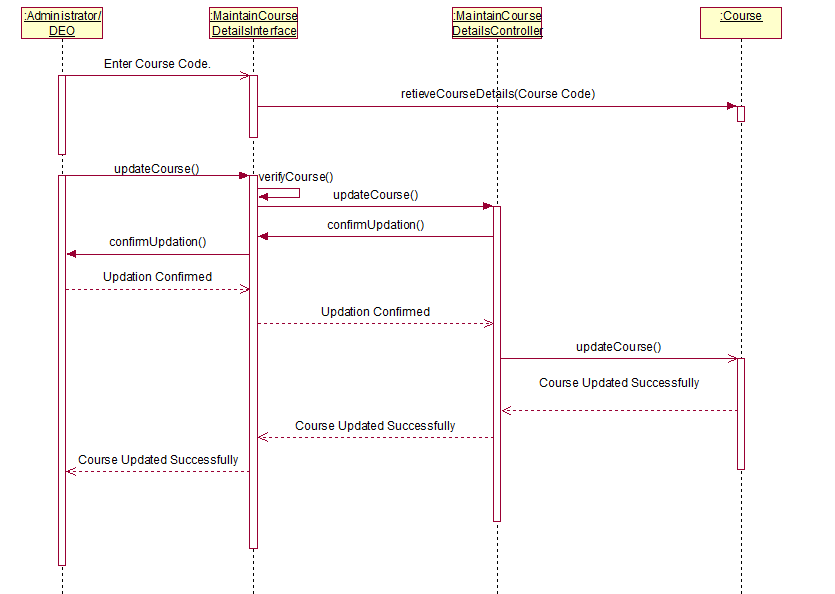 :Administrator/
DEO
:MaintainCourse
DetailsInterface
:MaintainCourse
DetailsController
:Course
Enter Course Code.
retieveCourseDetails(Course Code)
updateCourse()
verifyCourse()
updateCourse()
confirmUpdation()
confirmUpdation()
Updation Confirmed
Updation Confirmed
updateCourse()
Course Updated Successfully
Course Updated Successfully
Course Updated Successfully